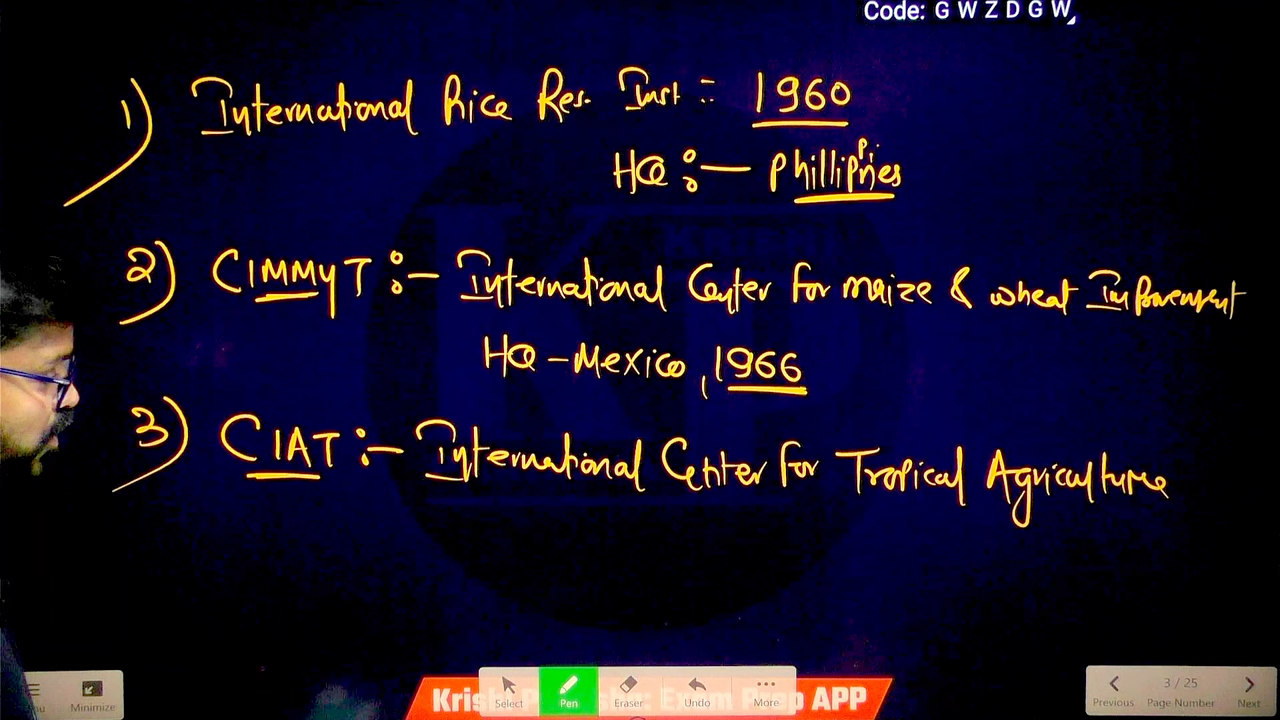 Code: G W Z D G W
1) International Rice Res. Inst :- 1960
HQ :- Phillipines
2) CIMMYT :- International Center for maize & wheat Improvement
HQ - Mexico, 1966
3) CIAT :- International Center for Tropical Agriculture
Minimize
Select
Pen
Eraser
Undo
More
APP
Previous
3 / 25
Page Number
Next